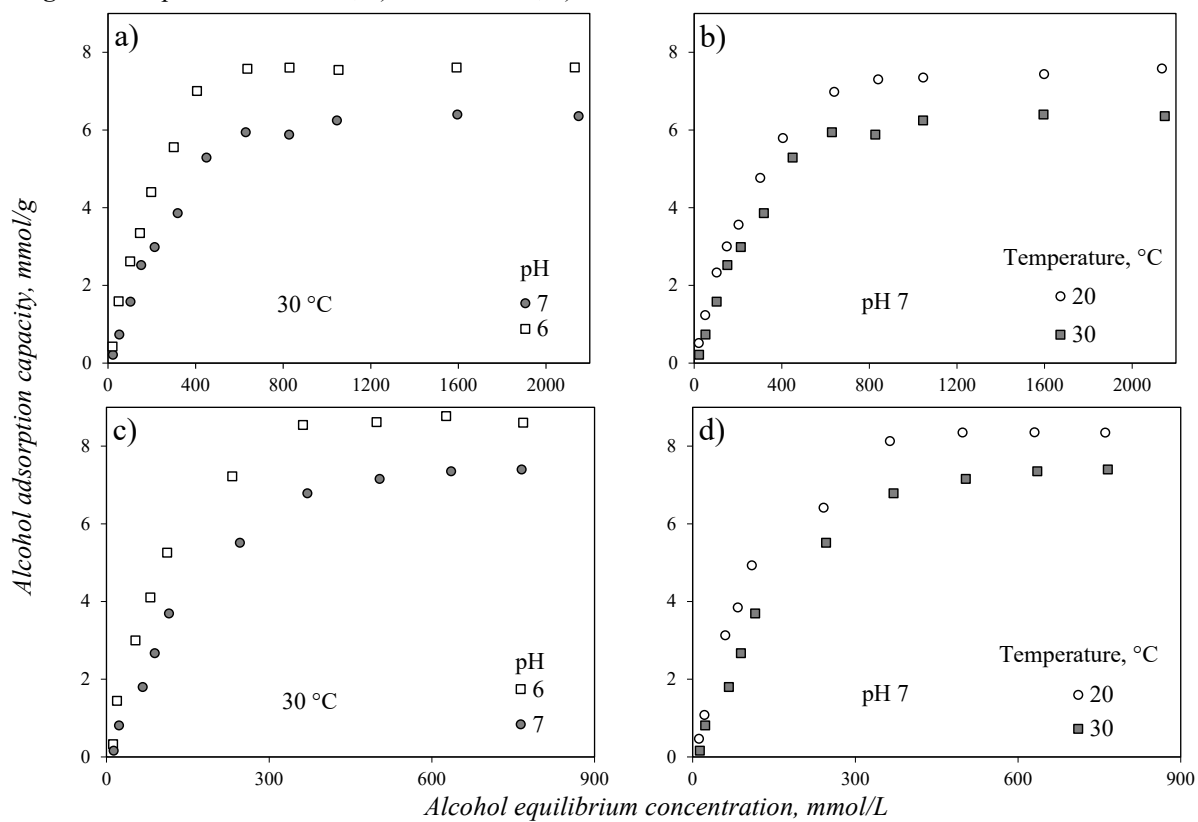 a)
8
6
4
2
0
0 400 800 1200 1600 2000
30 °C
pH
7
6
b)
8
6
4
2
0
0 400 800 1200 1600 2000
pH 7
Temperature, °C
20
30
c)
8
6
4
2
0
0 300 600 900
30 °C
pH
6
7
d)
8
6
4
2
0
0 300 600 900
pH 7
Temperature, °C
20
30
Alcohol adsorption capacity, mmol/g
Alcohol equilibrium concentration, mmol/L